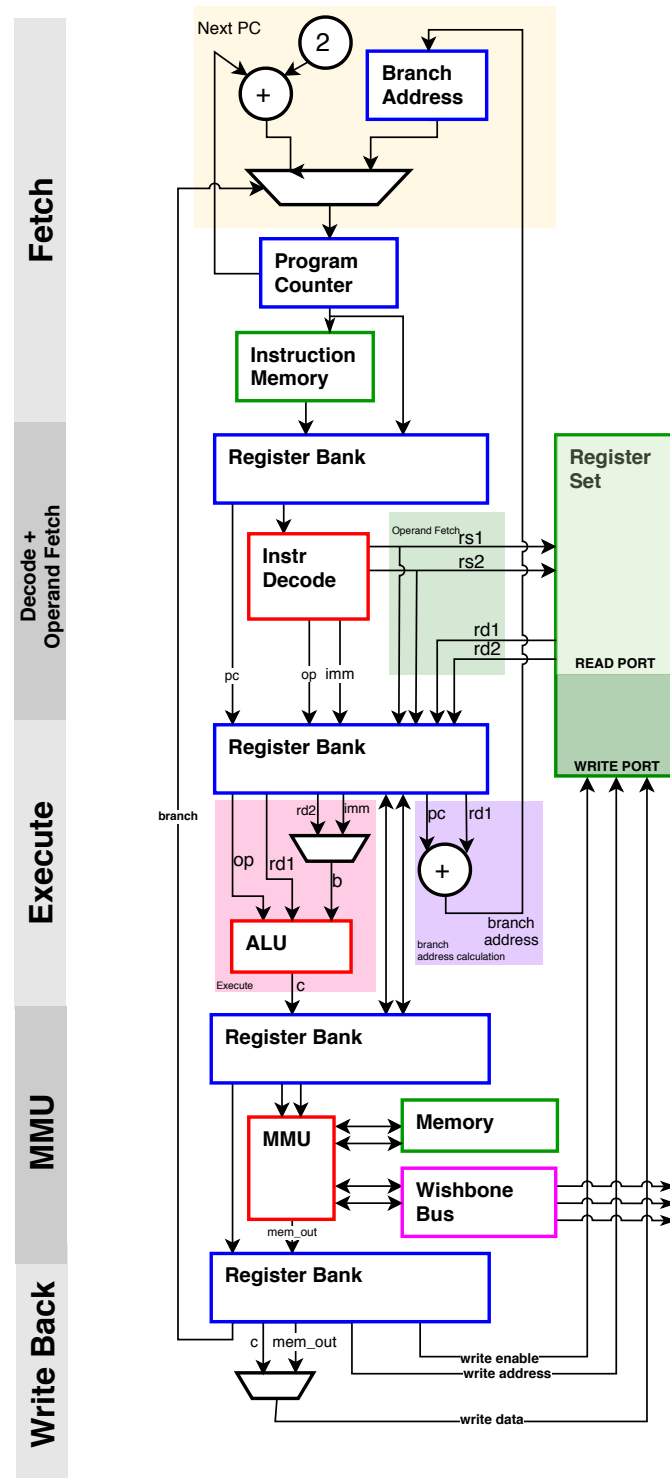 Fetch
Next PC
2
+
Branch
Address
Program
Counter
Instruction
Memory
Decode +
Operand Fetch
Register Bank
Register
Set
Instr
Decode
Operand Fetch
rs1
rs2
rd1
rd2
READ PORT
pc
op
imm
WRITE PORT
Execute
Register Bank
branch
rd2
imm
pc
rd1
op
rd1
b
+
ALU
branch
address
branch
address calculation
Execute
c
MMU
Register Bank
MMU
Memory
Wishbone
Bus
mem_out
Write Back
Register Bank
c
mem_out
write enable
write address
write data